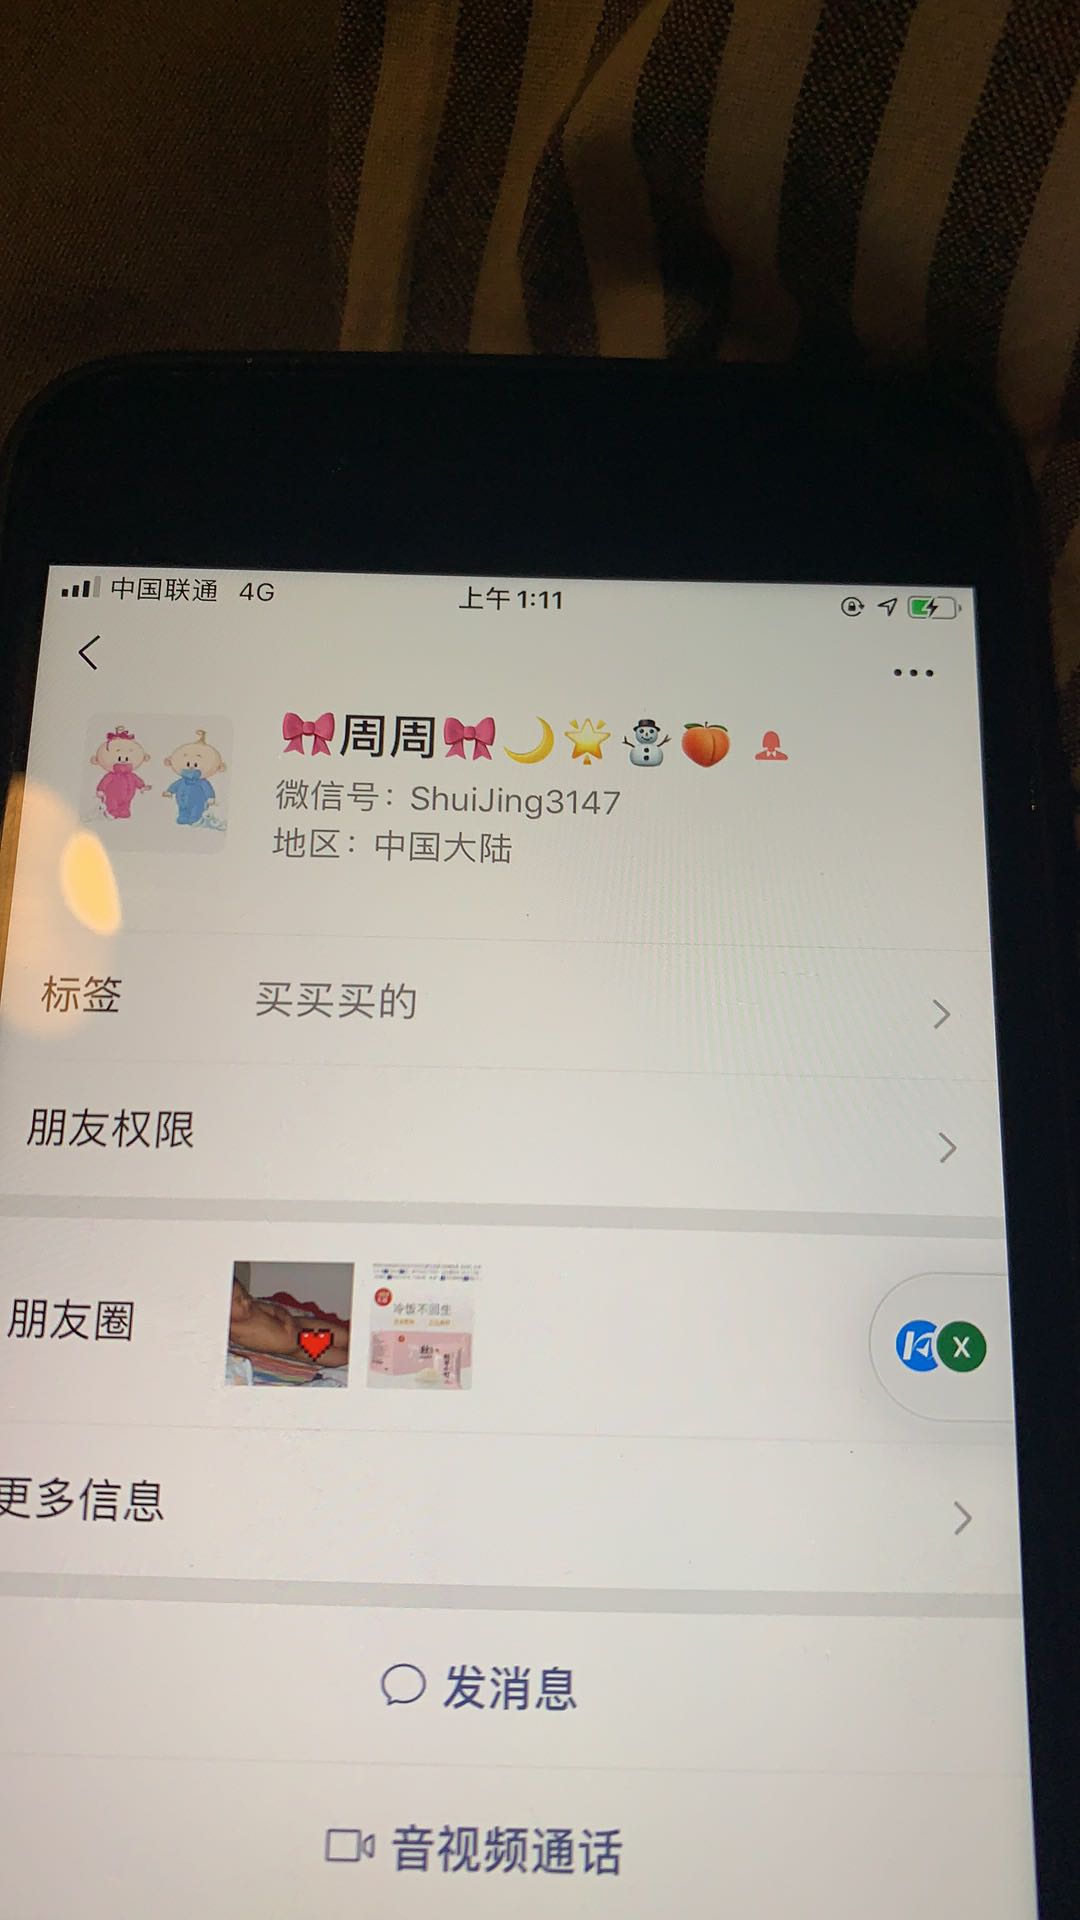 中国联通 4G 上午1:11
🎀周周🎀🌙🌟⛄🍑
微信号：ShuiJing3147
地区：中国大陆
标签 买买买的
朋友权限
朋友圈
冷饭不回生
X
更多信息
发消息
音视频通话